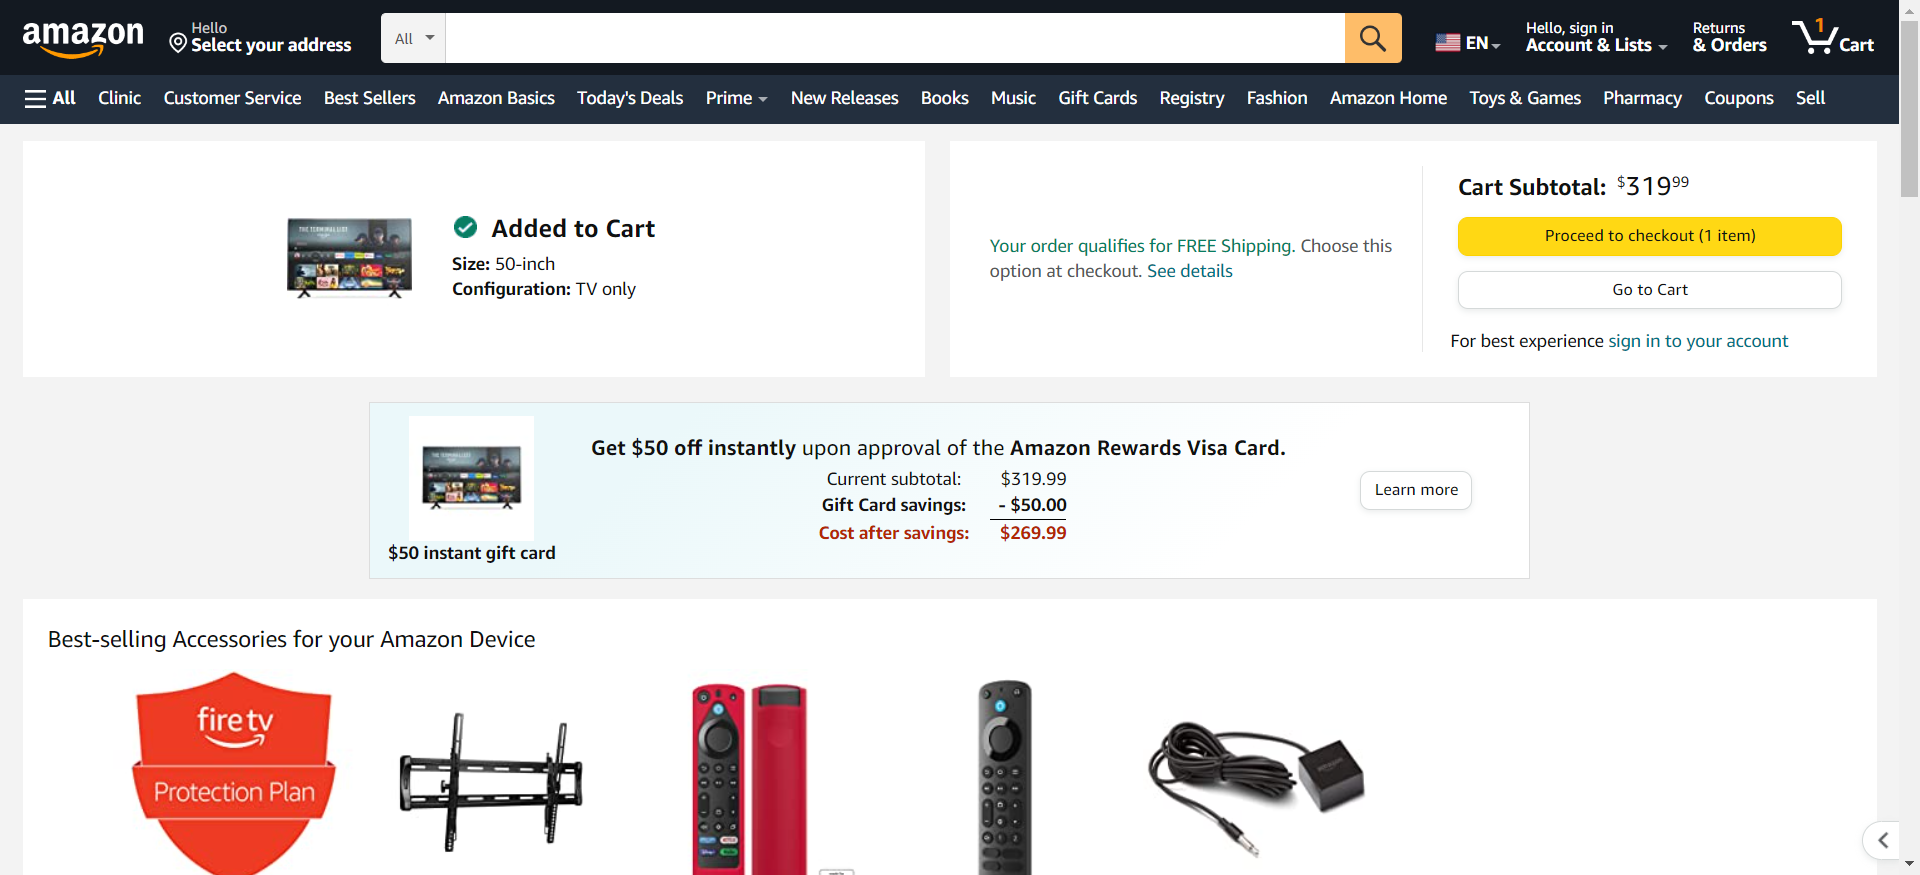 amazon
Hello
Select your address
All
EN
Hello, sign in
Account & Lists
Returns
& Orders
1
Cart
All
Clinic
Customer Service
Best Sellers
Amazon Basics
Today's Deals
Prime
New Releases
Books
Music
Gift Cards
Registry
Fashion
Amazon Home
Toys & Games
Pharmacy
Coupons
Sell
THE TERMINAL LIST
Added to Cart
Size: 50-inch
Configuration: TV only
Your order qualifies for FREE Shipping. Choose this
option at checkout. See details
Cart Subtotal: $31999
Proceed to checkout (1 item)
Go to Cart
For best experience sign in to your account
$50 instant gift card
Get $50 off instantly upon approval of the Amazon Rewards Visa Card.
Current subtotal: $319.99
Gift Card savings: - $50.00
Cost after savings: $269.99
Learn more
Best-selling Accessories for your Amazon Device
fire tv
Protection Plan